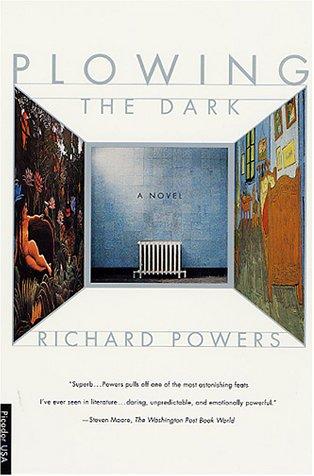 PLOWING
THE DARK
A NOVEL
RICHARD POWERS
"Superb...Powers pulls off one of the most astonishing feats
I've ever seen in literature...daring, unpredictable, and emotionally powerful."
—Steven Moore, The Washington Post Book World
Picador USA